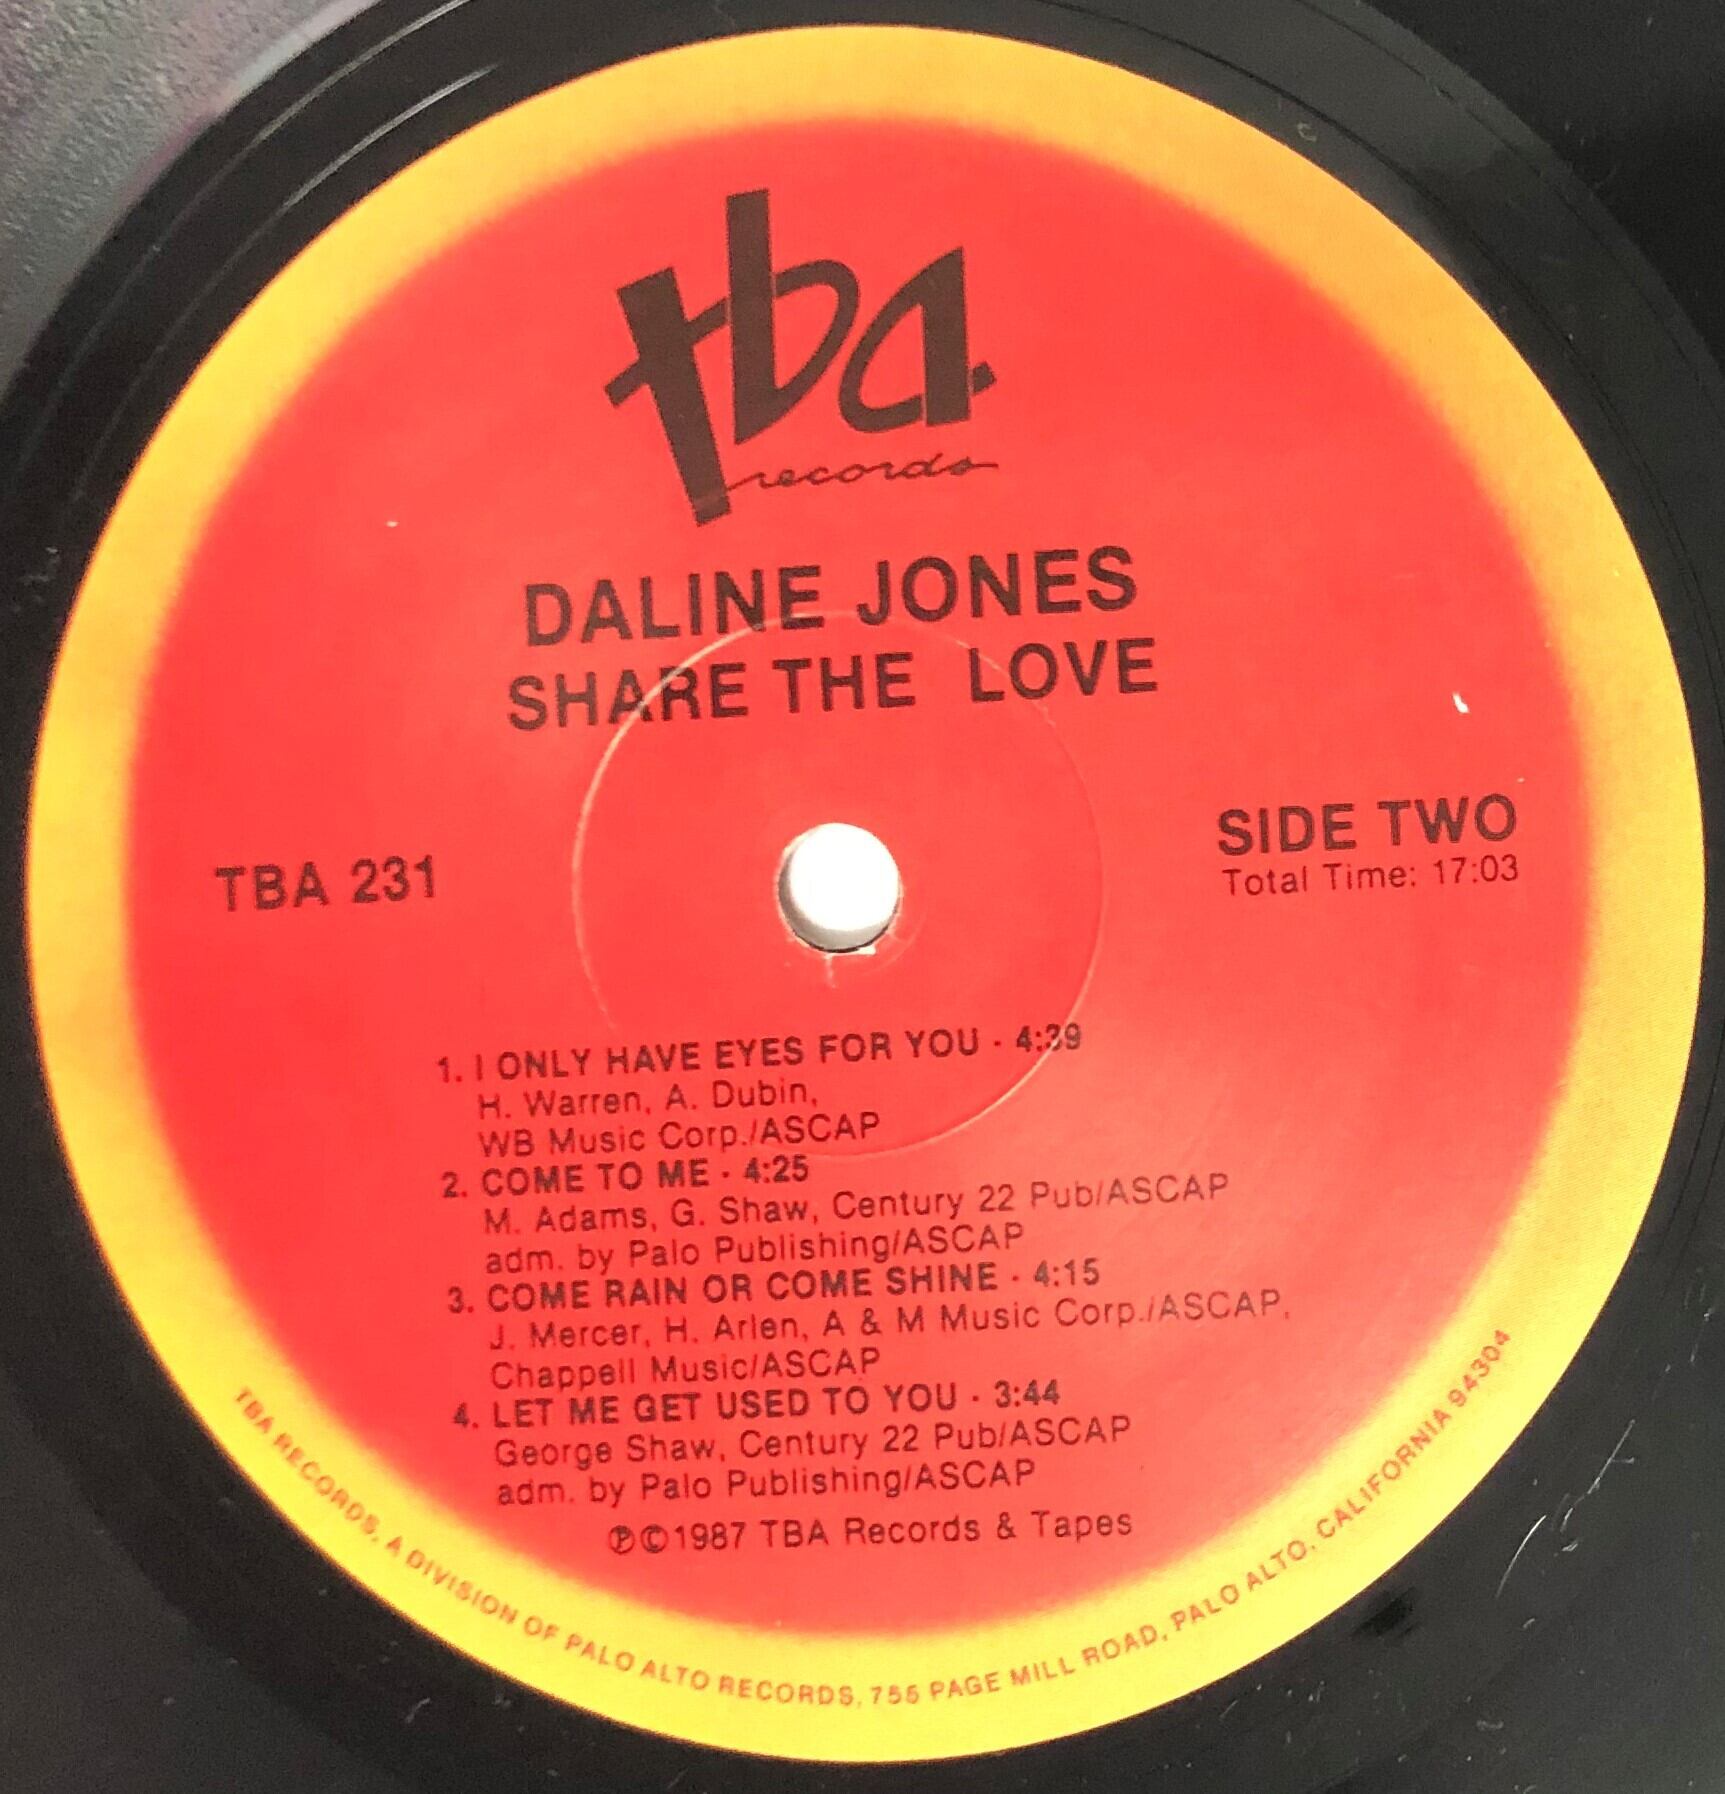 tba
records
DALINE JONES
SHARE THE LOVE
SIDE TWO
TBA 231
Total Time: 17:03
1. I ONLY HAVE EYES FOR YOU · 4:39
H. Warren, A. Dubin,
WB Music Corp./ASCAP
2. COME TO ME · 4:25
M. Adams, G. Shaw, Century 22 Pub/ASCAP
adm. by Palo Publishing/ASCAP
3. COME RAIN OR COME SHINE · 4:15
J. Mercer, H. Arlen, A & M Music Corp./ASCAP,
Chappell Music/ASCAP
4. LET ME GET USED TO YOU · 3:44
George Shaw, Century 22 Pub/ASCAP
adm. by Palo Publishing/ASCAP
℗©1987 TBA Records & Tapes
TBA RECORDS, A DIVISION OF PALO ALTO RECORDS, 755 PAGE MILL ROAD, PALO ALTO, CALIFORNIA 94304